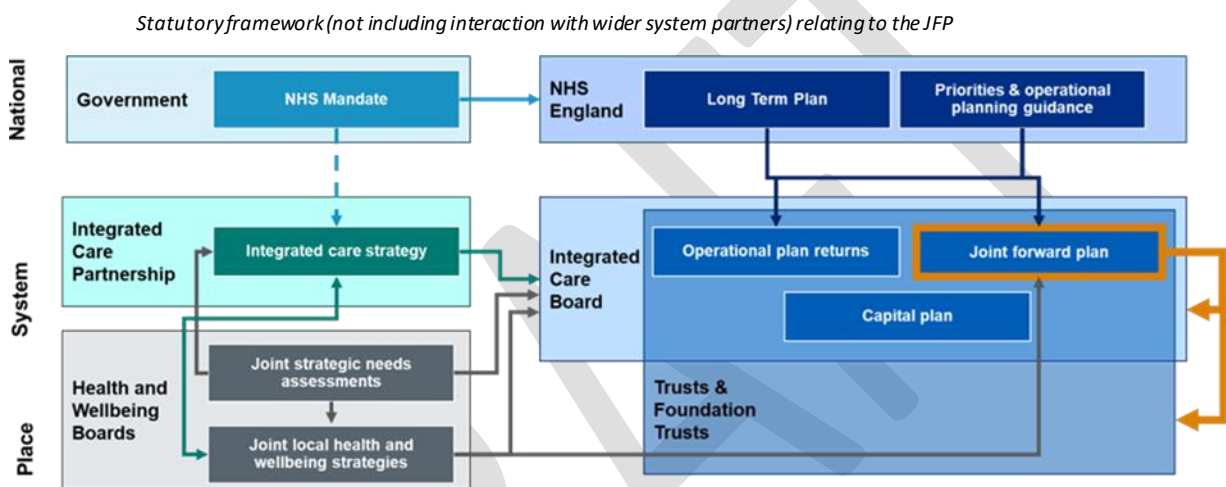 Statutory framework (not including interaction with wider system partners) relating to the JFP
National
Government
NHS Mandate
NHS
England
Long Term Plan
Priorities & operational
planning guidance
System
Integrated
Care
Partnership
Integrated care strategy
Integrated
Care
Board
Operational plan returns
Joint forward plan
Capital plan
Place
Health and
Wellbeing
Boards
Joint strategic needs
assessments
Joint local health and
wellbeing strategies
Trusts &
Foundation
Trusts